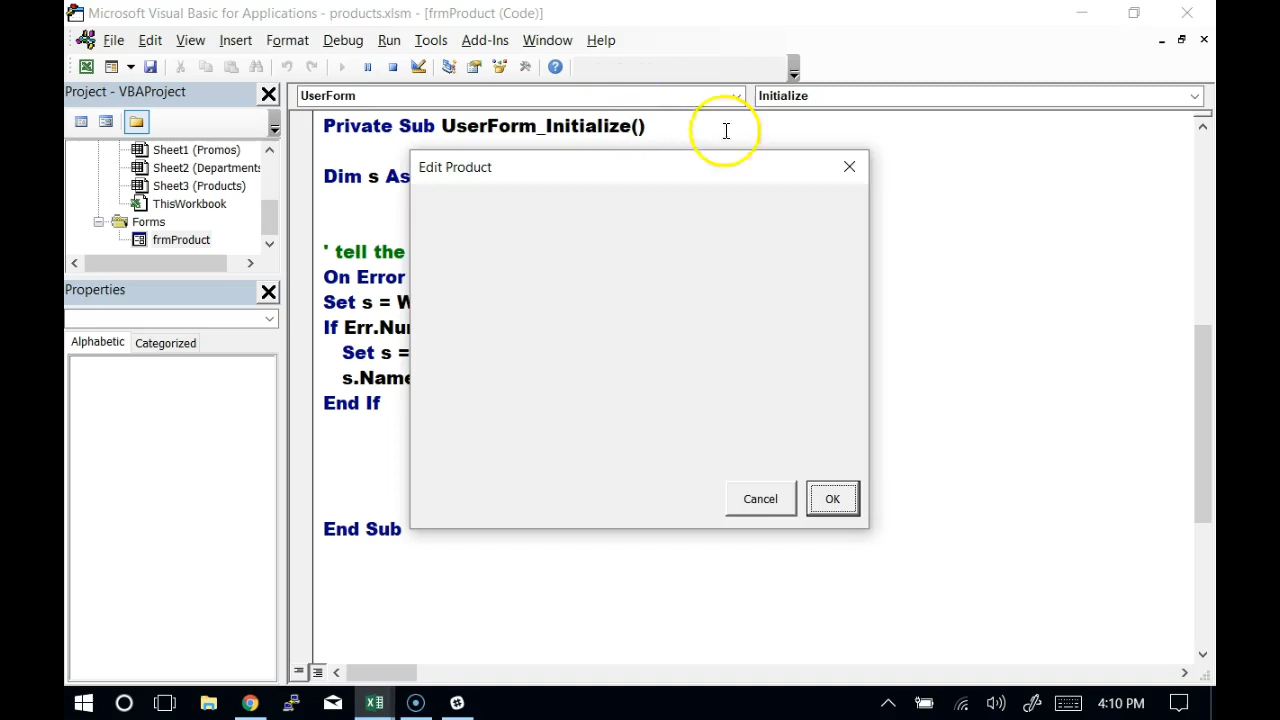 Microsoft Visual Basic for Applications - products.xlsm - [frmProduct (Code)]
File Edit View Insert Format Debug Run Tools Add-Ins Window Help
Project - VBAProject
UserForm
Initialize
Sheet1 (Promos)
Sheet2 (Departments
Sheet3 (Products)
ThisWorkbook
Forms
frmProduct
Properties
Alphabetic Categorized
Private Sub UserForm_Initialize()
Dim s As
' tell the
On Error
Set s = W
If Err.Nu
Set s =
s.Name
End If
End Sub
Edit Product
Cancel OK
4:10 PM